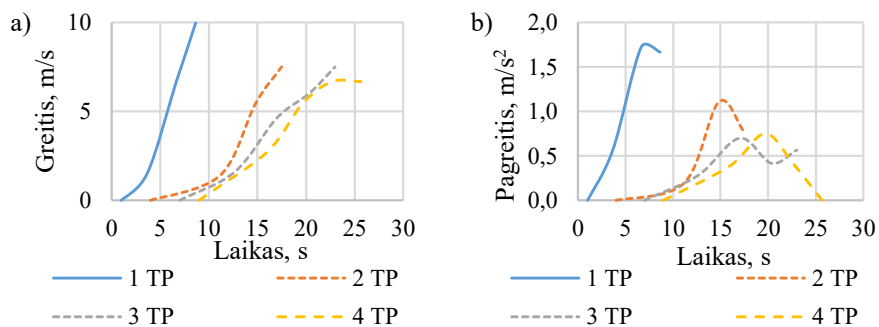 a)
10
5
0
Greitis, m/s
0 5 10 15 20 25 30
Laikas, s
1 TP 2 TP
3 TP 4 TP
b)
2,0
1,5
1,0
0,5
0,0
Pagreitis, m/s²
0 5 10 15 20 25 30
Laikas, s
1 TP 2 TP
3 TP 4 TP